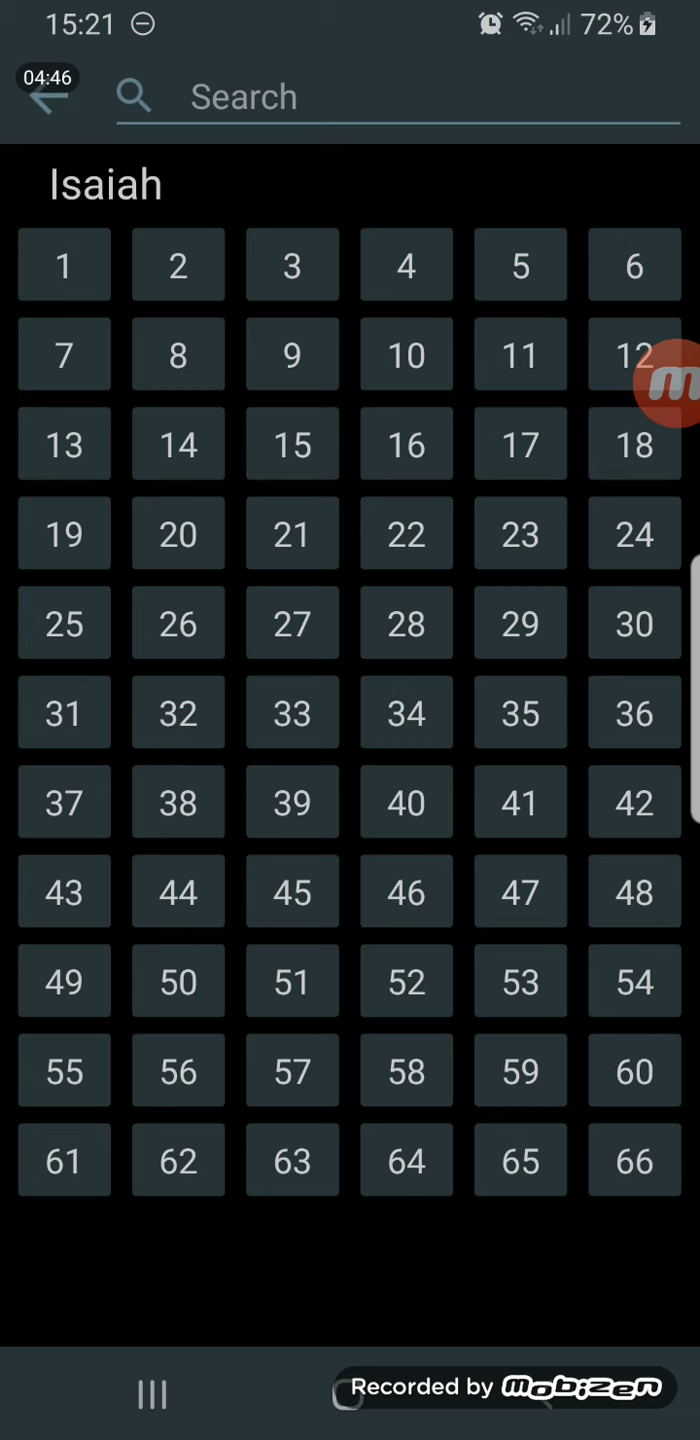 15:21 72%
04:46
Search
Isaiah
1 2 3 4 5 6
7 8 9 10 11 12
13 14 15 16 17 18
19 20 21 22 23 24
25 26 27 28 29 30
31 32 33 34 35 36
37 38 39 40 41 42
43 44 45 46 47 48
49 50 51 52 53 54
55 56 57 58 59 60
61 62 63 64 65 66
Recorded by mobizen